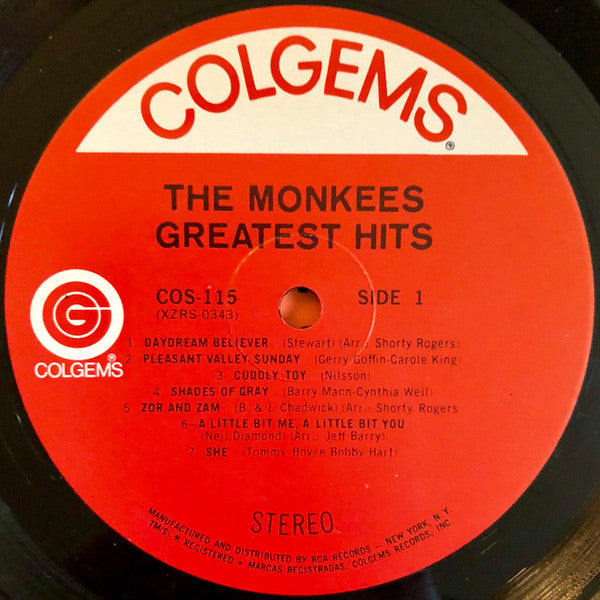 COLGEMS®
THE MONKEES
GREATEST HITS
COS-115
(XZRS-0343)
SIDE 1
G
COLGEMS®
1 DAYDREAM BELIEVER (Stewart) (Arr.: Shorty Rogers)
2 PLEASANT VALLEY SUNDAY (Gerry Goffin-Carole King)
3 CUDDLY TOY (Nilsson)
4 SHADES OF GRAY (Barry Mann-Cynthia Weil)
5 ZOR AND ZAM (B. & J. Chadwick) (Arr.: Shorty Rogers
6—A LITTLE BIT ME, A LITTLE BIT YOU
(Neil Diamond) (Arr.: Jeff Barry)
7 SHE (Tommy Boyce Bobby Hart)
STEREO
MANUFACTURED AND DISTRIBUTED BY RCA RECORDS – NEW YORK, N. Y.
TM(S) ® REGISTERED • MARCAS REGISTRADAS, COLGEMS RECORDS, INC.